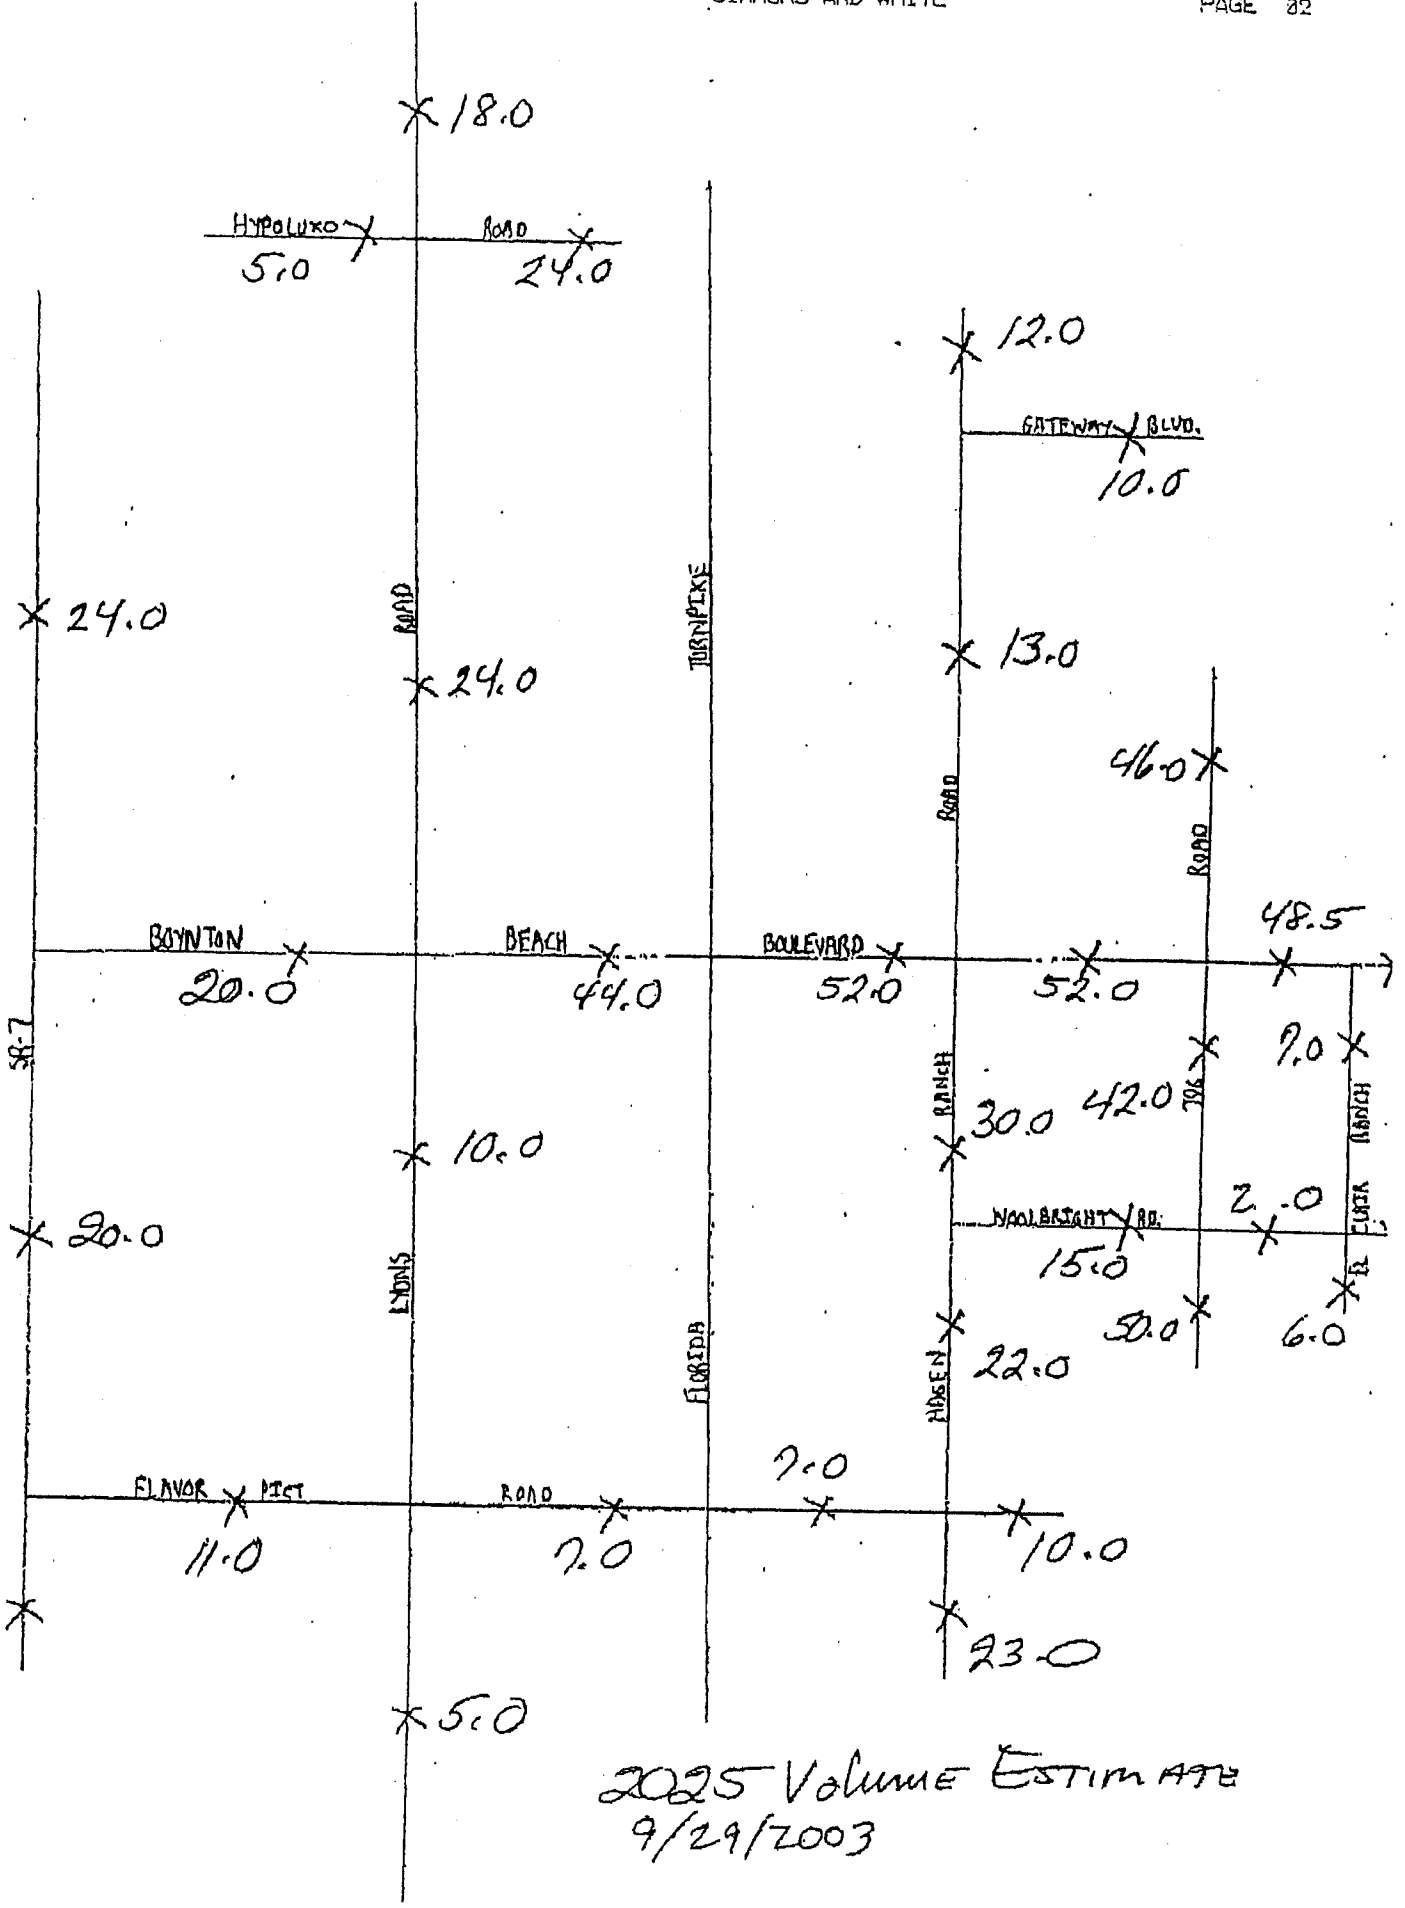 PAGE 02
18.0
HYPOLUXO ROAD
5.0 24.0
12.0
GATEWAY BLVD.
10.0
24.0
ROAD
TURNPIKE
13.0
24.0
46.0
ROAD
ROAD
48.5
BOYNTON BEACH BOULEVARD
20.0 44.0 52.0 52.0
SR-7
7.0
RANCH
42.0
JOG
RANCH
30.0
10.0
WOOLBRIGHT RD.
15.0
20.0
LYONS
EL CLAIR
50.0
6.0
FLORIDA
HAGEN
22.0
7.0
FLAVOR PICT ROAD
11.0 7.0 10.0
23.0
5.0
2025 Volume ESTIMATE
9/29/2003